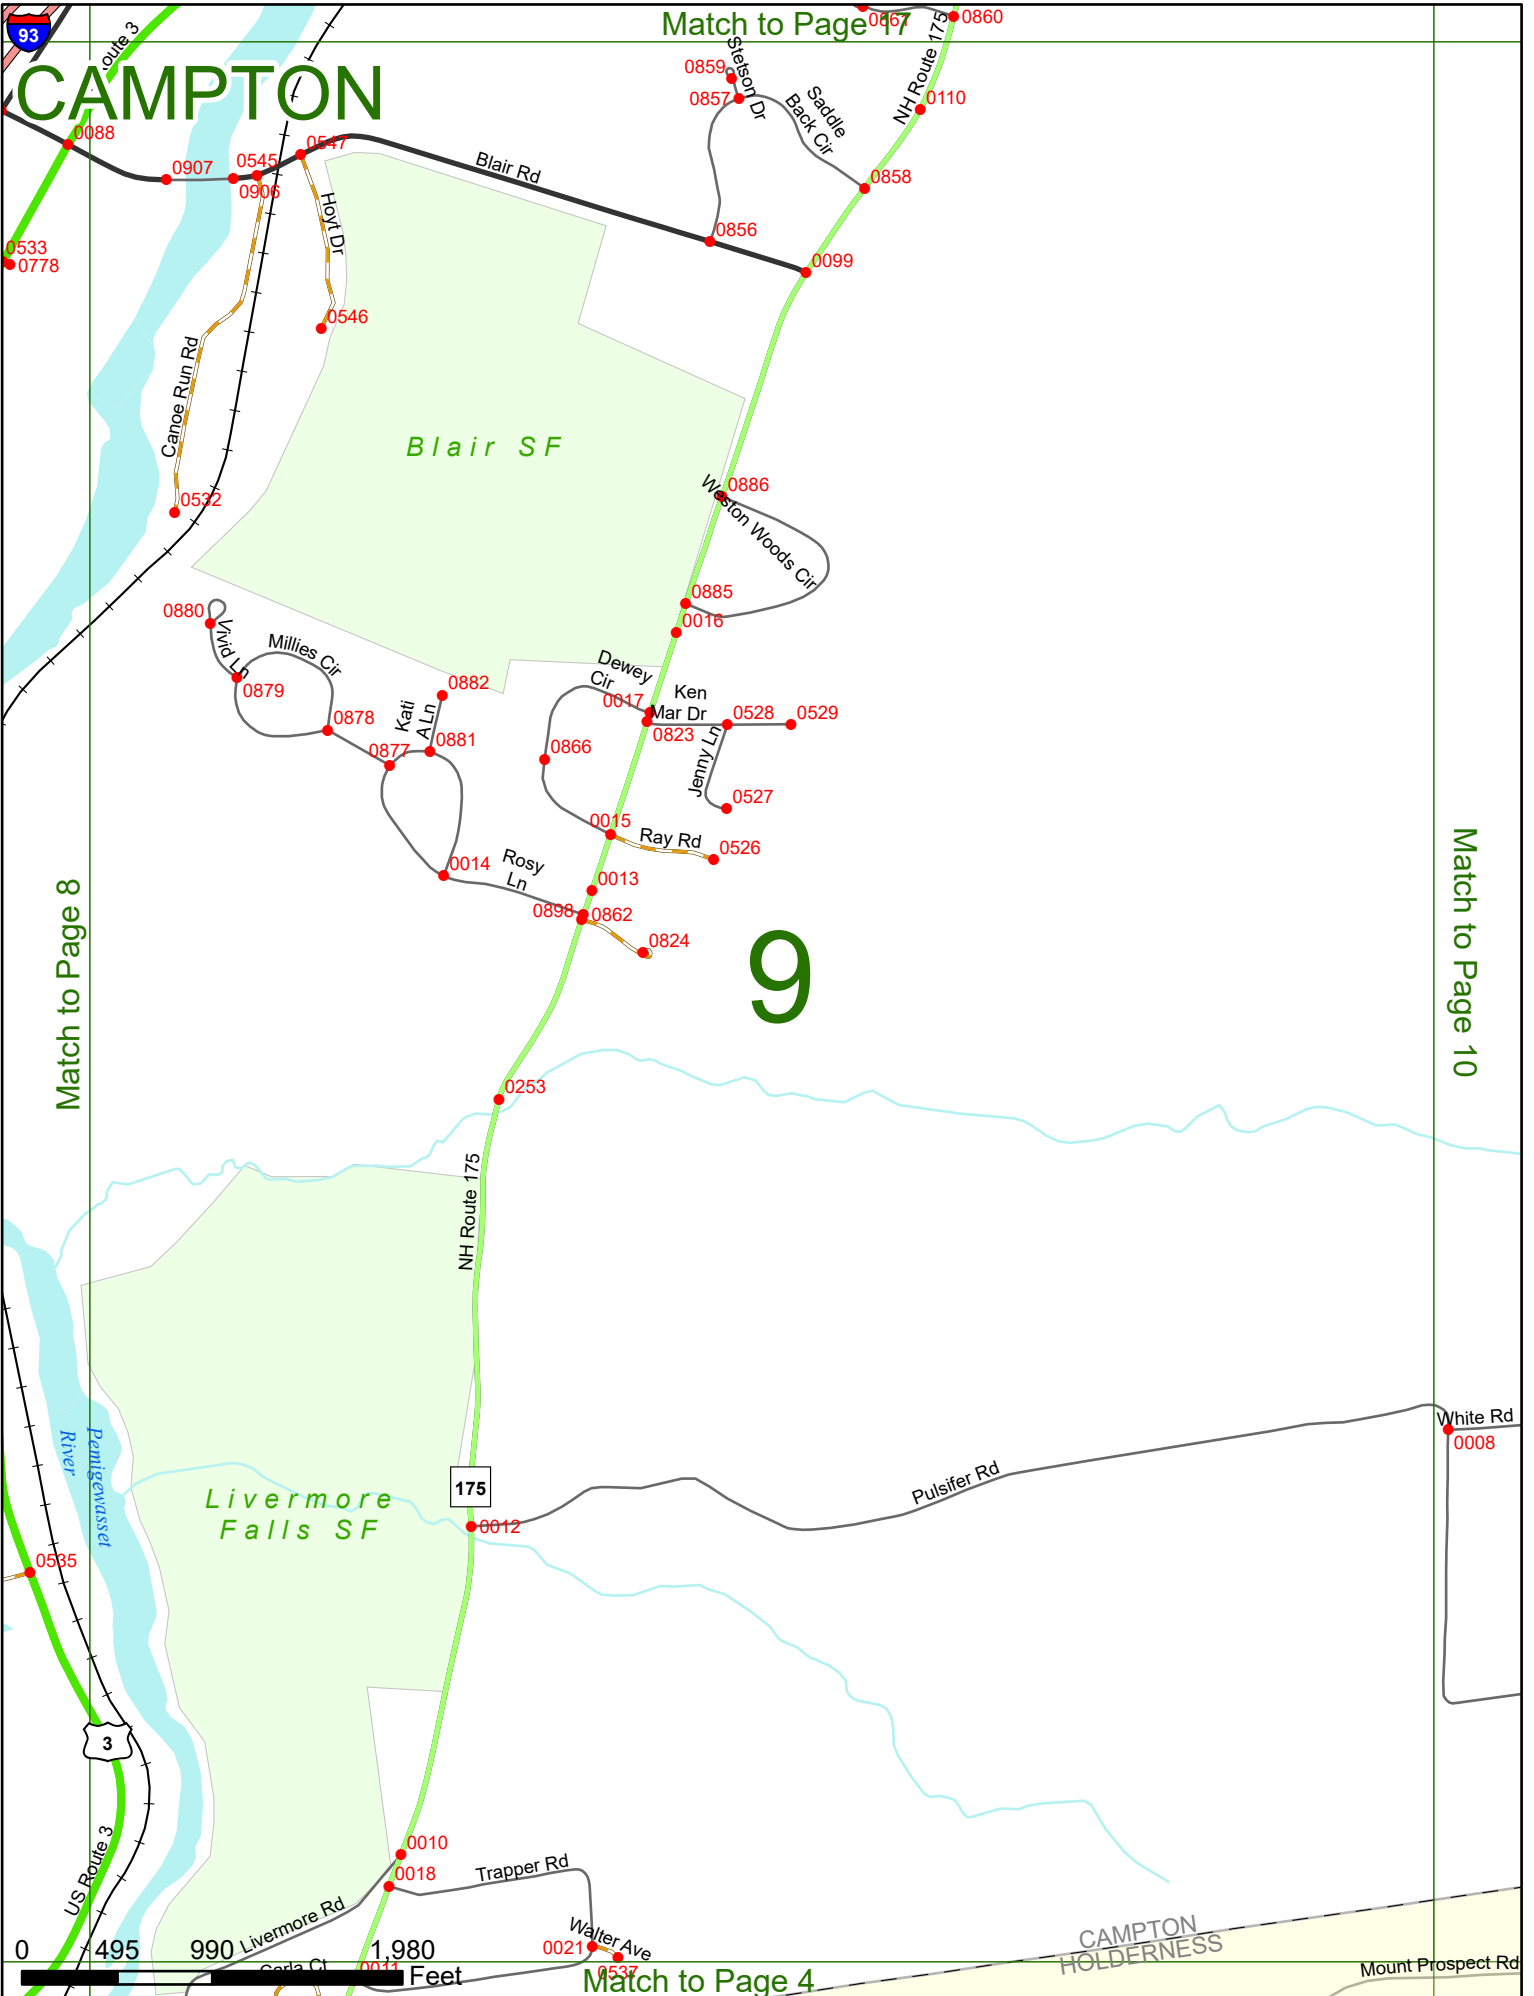 Match to Page 17
93
oute 3
CAMPTON
0661
0860
NH Route 175
0859
Stetson Dr
0857
Saddle
Back Cir
0110
0088
0547
0907
0545
0906
Blair Rd
0858
Hoyt Dr
0856
0533
0778
0099
0546
Canoe Run Rd
Blair SF
0886
Weston Woods Cir
0532
0885
0880
0016
Vivid Ln
Millies Cir
Dewey
Cir
0879
0882
0017
Ken
Mar Dr
0528
0529
Kati
A Ln
0878
0881
0823
Jenny Ln
0877
0866
0527
0015
Ray Rd
0526
0014
Rosy
Ln
0013
0898
0862
0824
9
Match to Page 8
Match to Page 10
0253
NH Route 175
White Rd
0008
Pemigewasset
River
Pulsifer Rd
175
Livermore
Falls SF
0012
0535
3
US Route 3
0010
0018
Trapper Rd
Livermore Rd
Walter Ave
0021
0537
CAMPTON
HOLDERNESS
0
495
990
1,980
Feet
Carla Ct
0011
Match to Page 4
Mount Prospect Rd